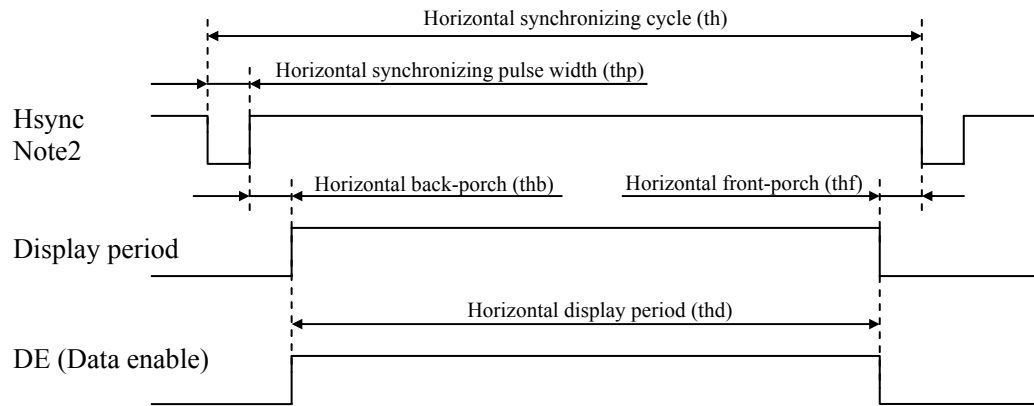 Horizontal synchronizing cycle (th)
Horizontal synchronizing pulse width (thp)
Hsync
Note2
Horizontal back-porch (thb)
Horizontal front-porch (thf)
Display period
Horizontal display period (thd)
DE (Data enable)